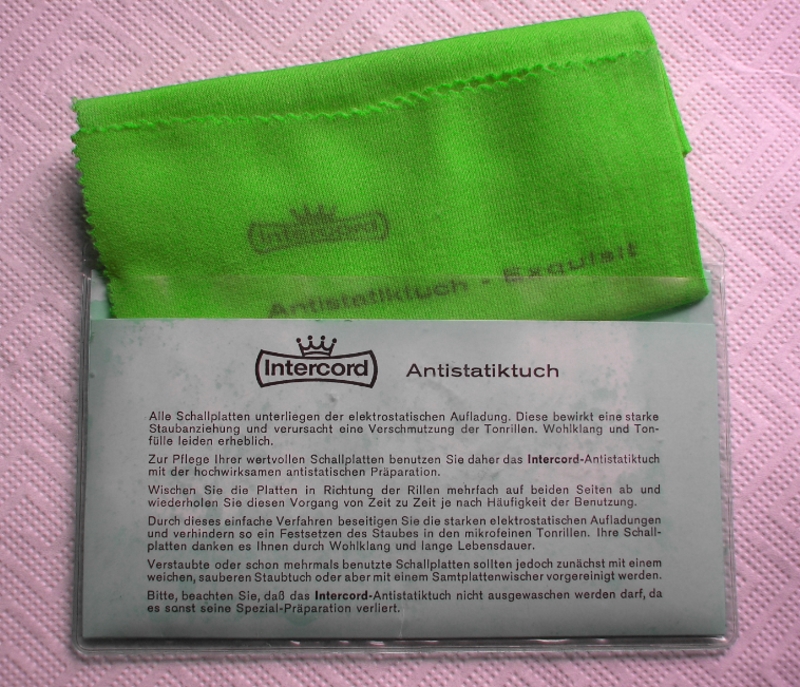 Intercord
Antistatiktuch - Exquisit
Intercord Antistatiktuch
Alle Schallplatten unterliegen der elektrostatischen Aufladung. Diese bewirkt eine starke
Staubanziehung und verursacht eine Verschmutzung der Tonrillen. Wohlklang und Ton-
fülle leiden erheblich.
Zur Pflege Ihrer wertvollen Schallplatten benutzen Sie daher das Intercord-Antistatiktuch
mit der hochwirksamen antistatischen Präparation.
Wischen Sie die Platten in Richtung der Rillen mehrfach auf beiden Seiten ab und
wiederholen Sie diesen Vorgang von Zeit zu Zeit je nach Häufigkeit der Benutzung.
Durch dieses einfache Verfahren beseitigen Sie die starken elektrostatischen Aufladungen
und verhindern so ein Festsetzen des Staubes in den mikrofeinen Tonrillen. Ihre Schall-
platten danken es Ihnen durch Wohlklang und lange Lebensdauer.
Verstaubte oder schon mehrmals benutzte Schallplatten sollten jedoch zunächst mit einem
weichen, sauberen Staubtuch oder aber mit einem Samtplattenwischer vorgereinigt werden.
Bitte, beachten Sie, daß das Intercord-Antistatiktuch nicht ausgewaschen werden darf, da
es sonst seine Spezial-Präparation verliert.